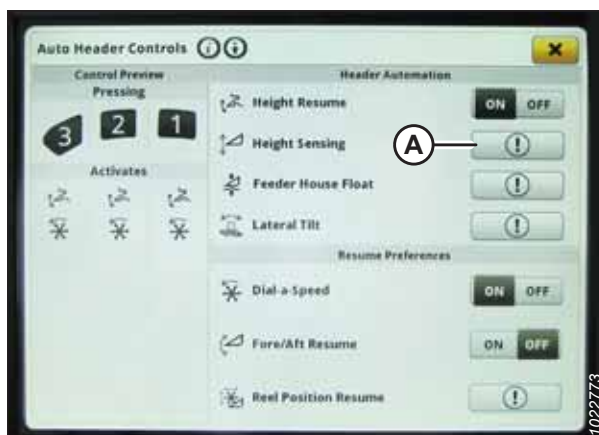 Auto Header Controls
Control Preview
Pressing
3 2 1
Activates
Header Automation
Height Resume ON OFF
Height Sensing
A
Feeder House Float
Lateral Tilt
Resume Preferences
Dial-a-Speed ON OFF
Fore/Aft Resume ON OFF
Reel Position Resume
1022773